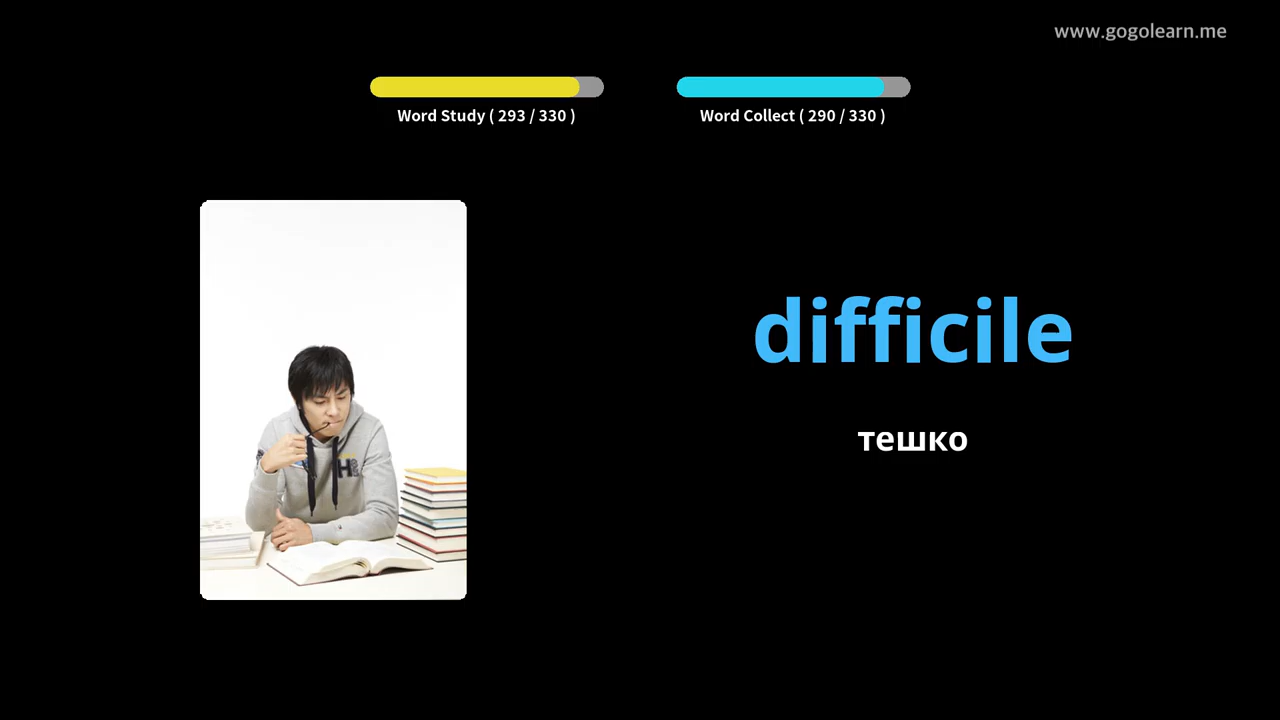 www.gogolearn.me
Word Study ( 293 / 330 )
Word Collect ( 290 / 330 )
difficile
тешко
H